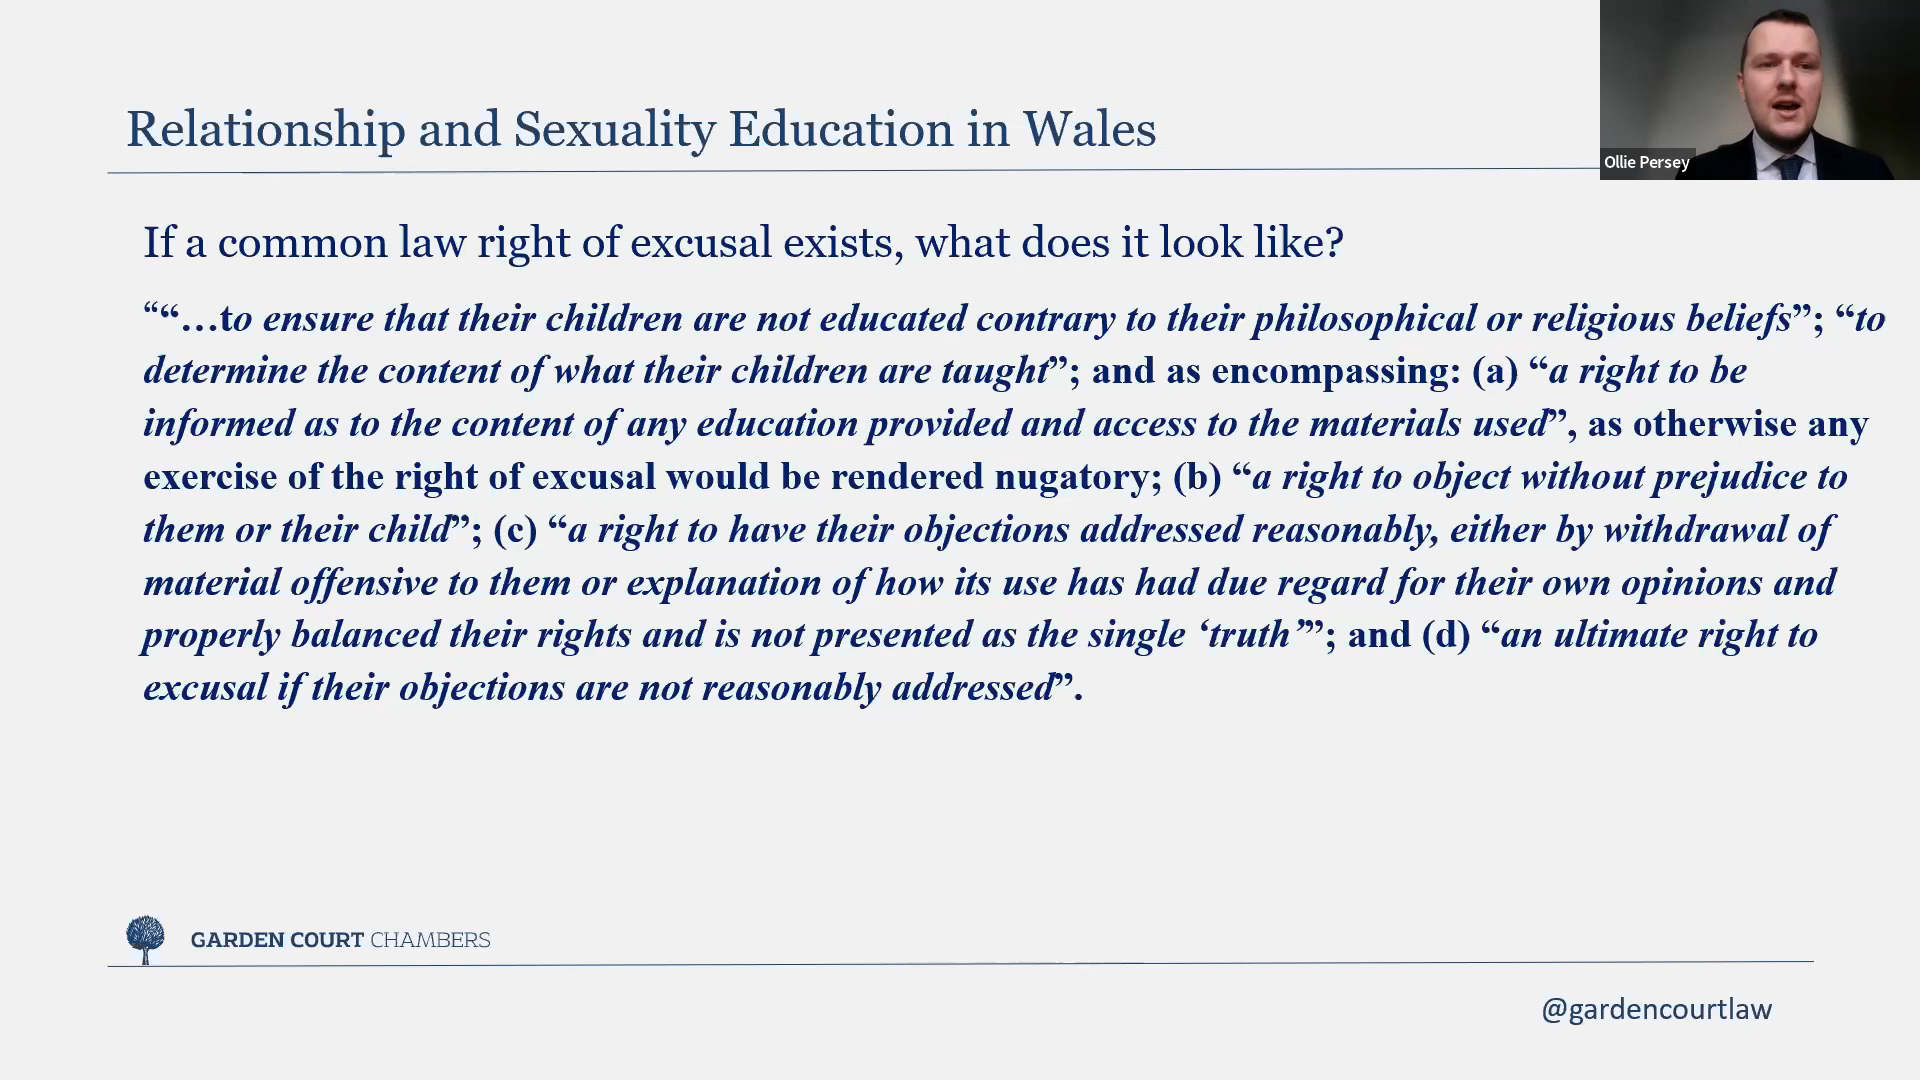 Relationship and Sexuality Education in Wales
Ollie Persey
If a common law right of excusal exists, what does it look like?
““…to ensure that their children are not educated contrary to their philosophical or religious beliefs”; “to
determine the content of what their children are taught”; and as encompassing: (a) “a right to be
informed as to the content of any education provided and access to the materials used”, as otherwise any
exercise of the right of excusal would be rendered nugatory; (b) “a right to object without prejudice to
them or their child”; (c) “a right to have their objections addressed reasonably, either by withdrawal of
material offensive to them or explanation of how its use has had due regard for their own opinions and
properly balanced their rights and is not presented as the single ‘truth’”; and (d) “an ultimate right to
excusal if their objections are not reasonably addressed”.
GARDEN COURT CHAMBERS
@gardencourtlaw